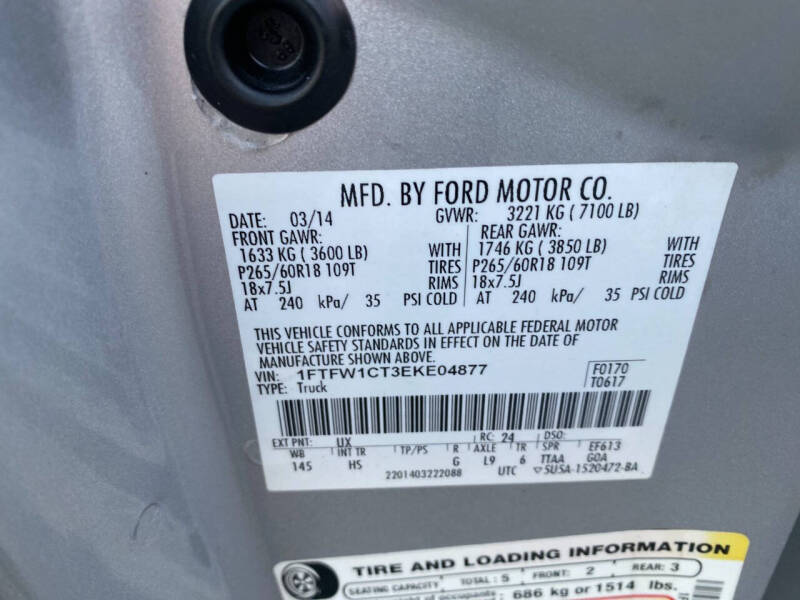 MFD. BY FORD MOTOR CO.
DATE: 03/14 GVWR: 3221 KG ( 7100 LB)
FRONT GAWR: REAR GAWR:
1633 KG ( 3600 LB) WITH 1746 KG ( 3850 LB) WITH
P265/60R18 109T TIRES P265/60R18 109T TIRES
18x7.5J RIMS 18x7.5J RIMS
AT 240 kPa/ 35 PSI COLD AT 240 kPa/ 35 PSI COLD
THIS VEHICLE CONFORMS TO ALL APPLICABLE FEDERAL MOTOR
VEHICLE SAFETY STANDARDS IN EFFECT ON THE DATE OF
MANUFACTURE SHOWN ABOVE.
VIN: 1FTFW1CT3EKE04877 F0170
TYPE: Truck T0617
EXT PNT: UX RC: 24 DSO:
WB INT TR TP/PS R AXLE TR SPR EF613
145 HS G L9 6 TTAA GOA
2201403222088 UTC ▽5USA-1520472-BA
TIRE AND LOADING INFORMATION
SEATING CAPACITY TOTAL: 5 FRONT: 2 REAR: 3
686 kg or 1514 lbs.